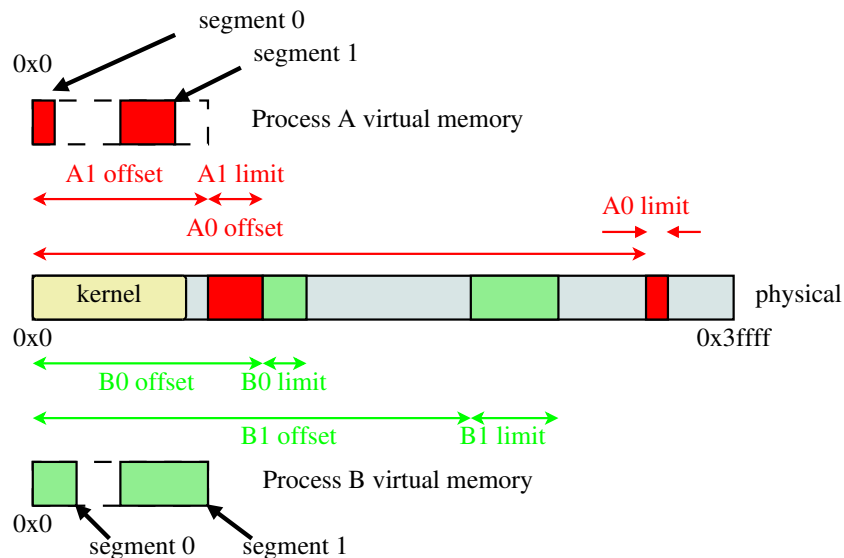 segment 0
0x0
segment 1
Process A virtual memory
A1 offset
A1 limit
A0 offset
A0 limit
kernel
physical
0x0
0x3ffff
B0 offset
B0 limit
B1 offset
B1 limit
Process B virtual memory
0x0
segment 0
segment 1